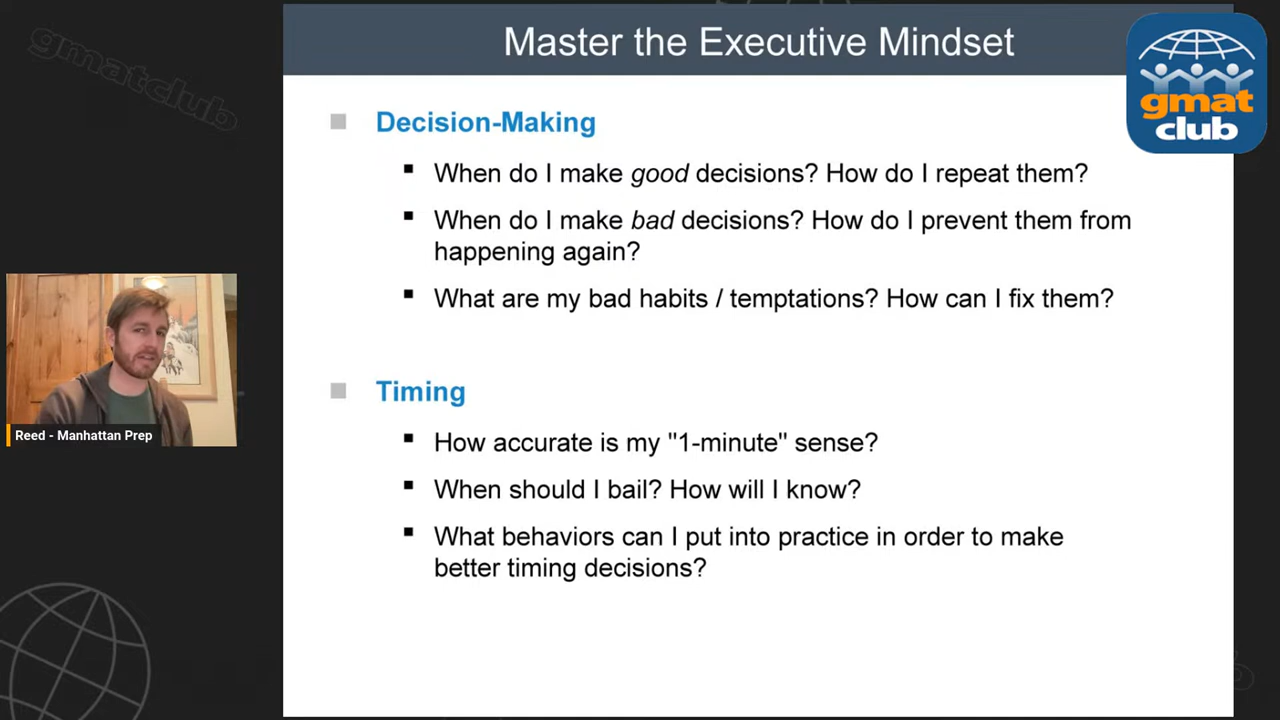 gmatclub
Master the Executive Mindset
gmat
club
Decision-Making
When do I make good decisions? How do I repeat them?
When do I make bad decisions? How do I prevent them from
happening again?
What are my bad habits / temptations? How can I fix them?
Reed - Manhattan Prep
Timing
How accurate is my "1-minute" sense?
When should I bail? How will I know?
What behaviors can I put into practice in order to make
better timing decisions?